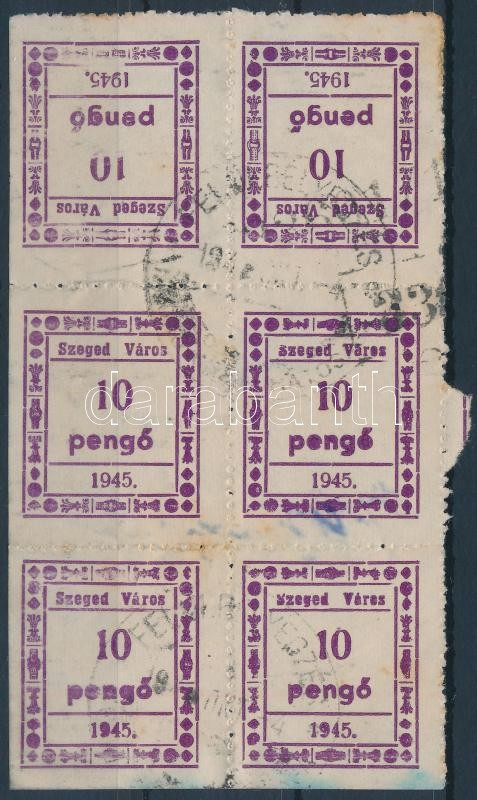 1945.
pengő
10
Szeged Város
1945.
pengő
10
Szeged Város
Szeged Város
10
pengő
1945.
Szeged Város
10
pengő
1945.
darabanth
Szeged Város
10
pengő
1945.
Szeged Város
10
pengő
1945.